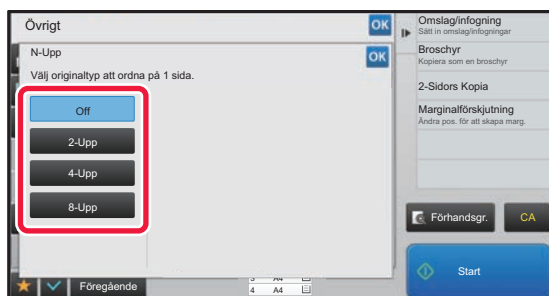 Övrigt
OK
N-Upp
OK
Välj originaltyp att ordna på 1 sida.
Off
2-Upp
4-Upp
8-Upp
Föregående
3 A4
4 A4
Omslag/infogning
Sätt in omslag/infogningar
Broschyr
Kopiera som en broschyr
2-Sidors Kopia
Marginalförskjutning
Ändra pos. för att skapa marg.
Förhandsgr.
CA
Start